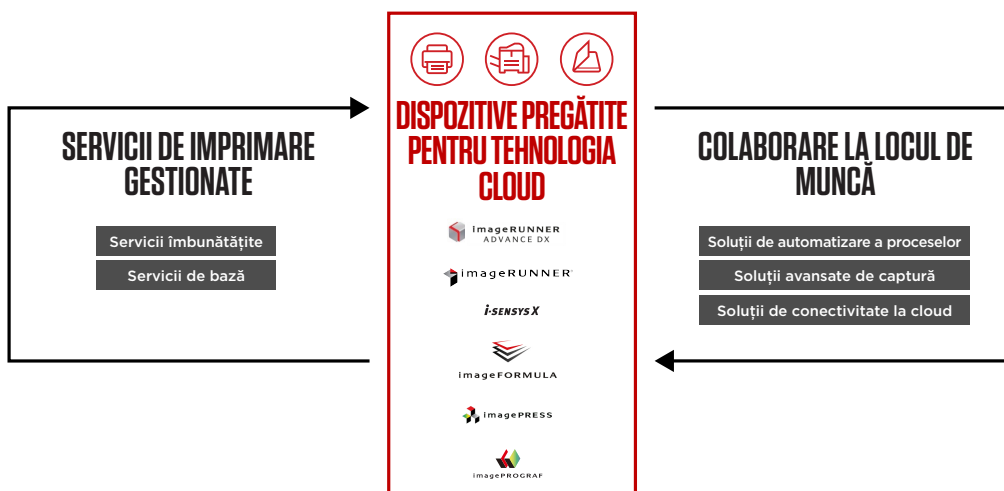 SERVICII DE IMPRIMARE
GESTIONATE
Servicii îmbunătățite
Servicii de bază
DISPOZITIVE PREGĂTITE
PENTRU TEHNOLOGIA
CLOUD
imageRUNNER
ADVANCE DX
imageRUNNER
i-SENSYS X
imageFORMULA
imagePRESS
imagePROGRAF
COLABORARE LA LOCUL DE
MUNCĂ
Soluții de automatizare a proceselor
Soluții avansate de captură
Soluții de conectivitate la cloud